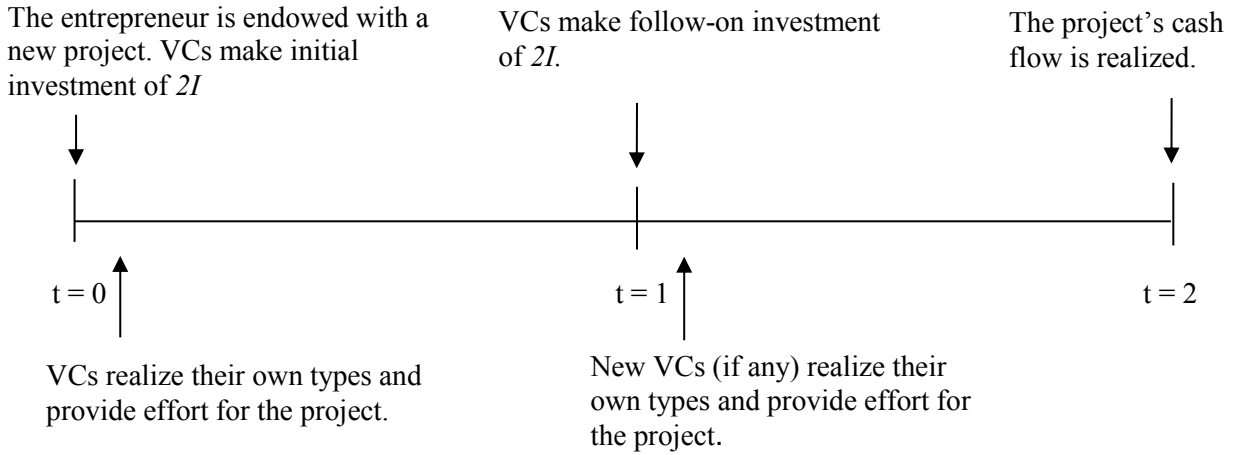 The entrepreneur is endowed with a
new project. VCs make initial
investment of 2I
VCs make follow-on investment
of 2I.
The project’s cash
flow is realized.
t = 0
t = 1
t = 2
VCs realize their own types and
provide effort for the project.
New VCs (if any) realize their
own types and provide effort for
the project.